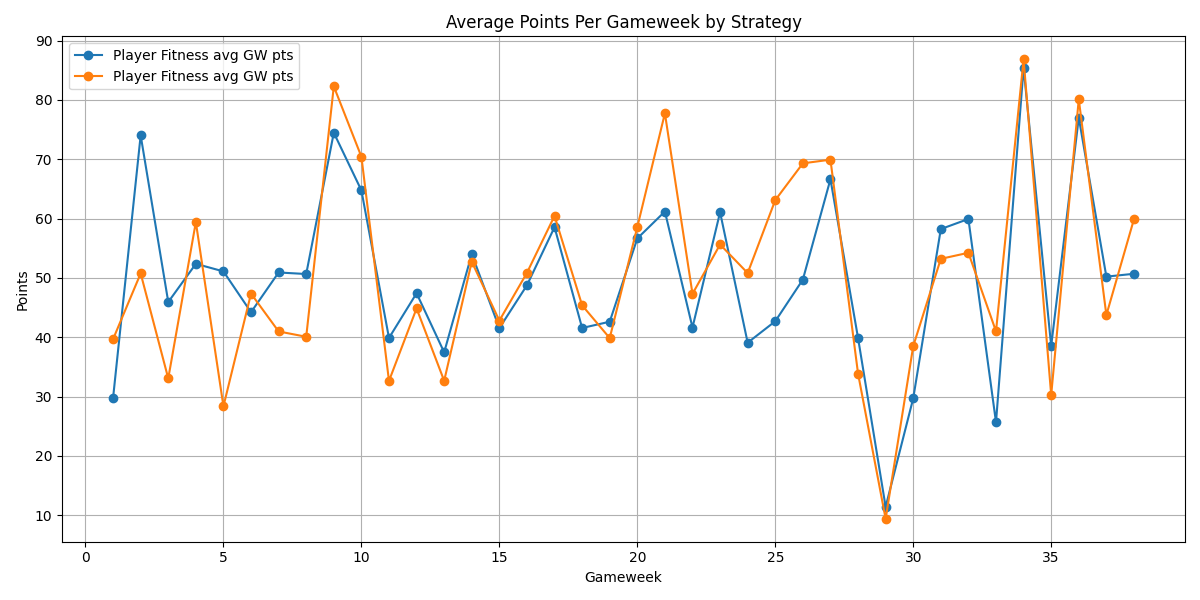 Average Points Per Gameweek by Strategy
Player Fitness avg GW pts
Player Fitness avg GW pts
90
80
70
60
50
40
30
20
10
Points
0 5 10 15 20 25 30 35
Gameweek